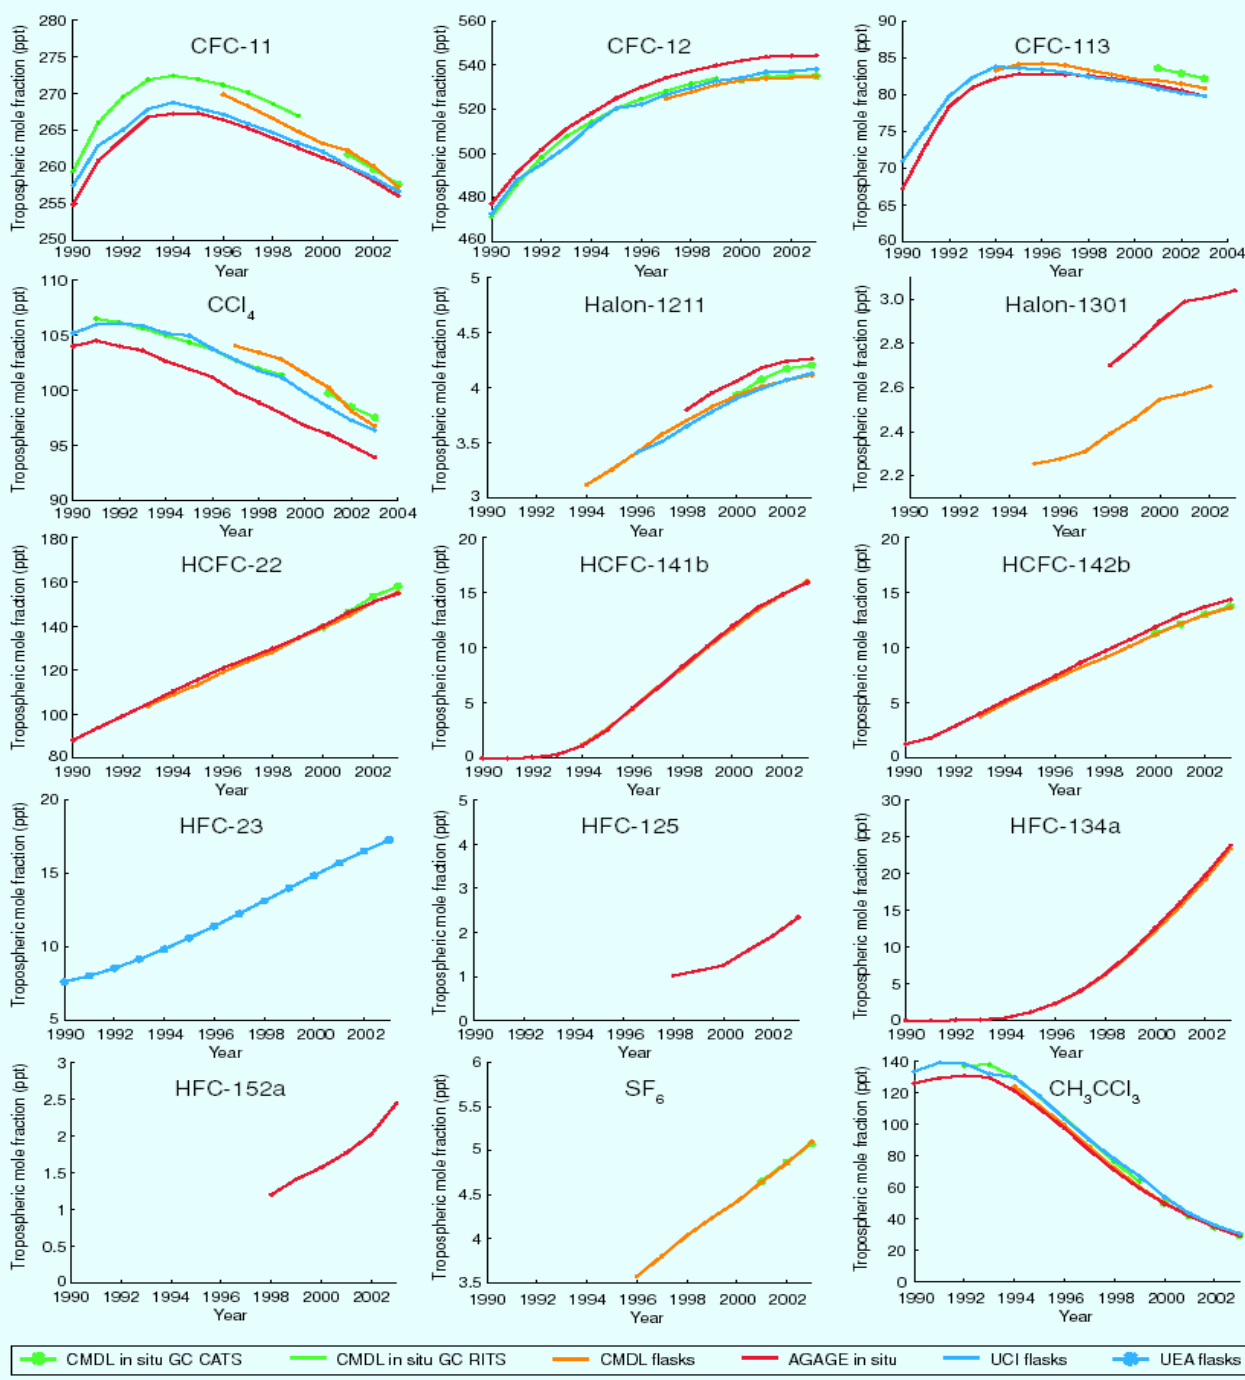 CFC-11
Tropospheric mole fraction (ppt)
280
275
270
265
260
255
250
1990 1992 1994 1996 1998 2000 2002
Year
CFC-12
Tropospheric mole fraction (ppt)
560
540
520
500
480
460
1990 1992 1994 1996 1998 2000 2002
Year
CFC-113
Tropospheric mole fraction (ppt)
90
85
80
75
70
65
60
1990 1992 1994 1996 1998 2000 2002 2004
Year
CCl4
Tropospheric mole fraction (ppt)
110
105
100
95
90
1990 1992 1994 1996 1998 2000 2002 2004
Year
Halon-1211
Tropospheric mole fraction (ppt)
5
4.5
4
3.5
3
1990 1992 1994 1996 1998 2000 2002
Year
Halon-1301
Tropospheric mole fraction (ppt)
3.0
2.8
2.6
2.4
2.2
1990 1992 1994 1996 1998 2000 2002
Year
HCFC-22
Tropospheric mole fraction (ppt)
180
160
140
120
100
80
1990 1992 1994 1996 1998 2000 2002
Year
HCFC-141b
Tropospheric mole fraction (ppt)
20
15
10
5
0
1990 1992 1994 1996 1998 2000 2002
Year
HCFC-142b
Tropospheric mole fraction (ppt)
20
15
10
5
0
1990 1992 1994 1996 1998 2000 2002
Year
HFC-23
Tropospheric mole fraction (ppt)
20
15
10
5
1990 1992 1994 1996 1998 2000 2002
Year
HFC-125
Tropospheric mole fraction (ppt)
5
4
3
2
1
0
1990 1992 1994 1996 1998 2000 2002
Year
HFC-134a
Tropospheric mole fraction (ppt)
30
25
20
15
10
5
0
1990 1992 1994 1996 1998 2000 2002
Year
HFC-152a
Tropospheric mole fraction (ppt)
3
2.5
2
1.5
1
0.5
0
1990 1992 1994 1996 1998 2000 2002
Year
SF6
Tropospheric mole fraction (ppt)
6
5.5
5
4.5
4
3.5
1990 1992 1994 1996 1998 2000 2002
Year
CH3CCl3
Tropospheric mole fraction (ppt)
140
120
100
80
60
40
20
0
1990 1992 1994 1996 1998 2000 2002
Year
CMDL in situ GC CATS CMDL in situ GC RITS CMDL flasks AGAGE in situ UCI flasks UEA flasks